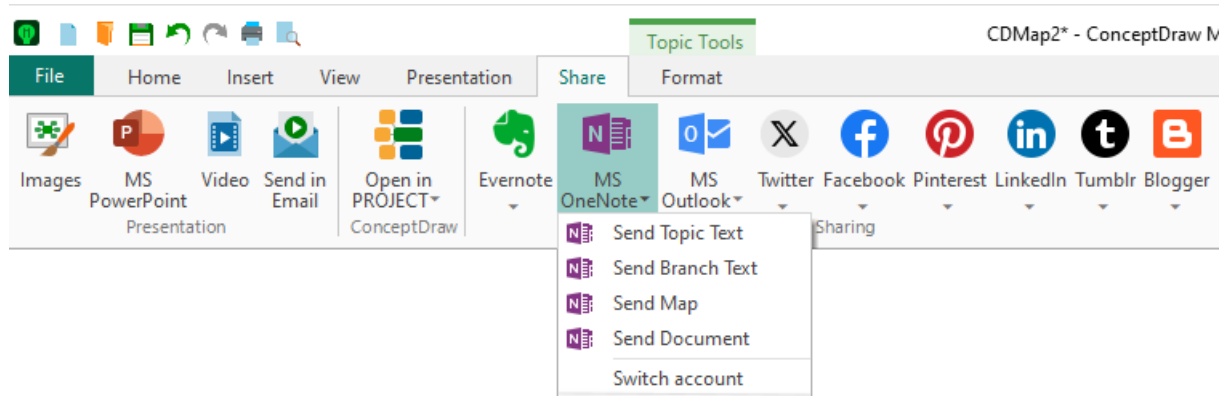 Topic Tools
CDMap2* - ConceptDraw M
File Home Insert View Presentation Share Format
Images
MS
PowerPoint
Video
Send in
Email
Open in
PROJECT
Evernote
MS
OneNote
MS
Outlook
Twitter
Facebook
Pinterest
LinkedIn
Tumblr
Blogger
Presentation
ConceptDraw
Sharing
Send Topic Text
Send Branch Text
Send Map
Send Document
Switch account